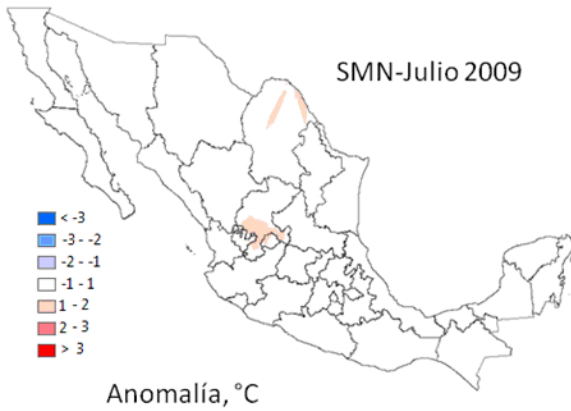 SMN-Julio 2009
< -3
-3 - -2
-2 - -1
-1 - 1
1 - 2
2 - 3
> 3
Anomalía, °C